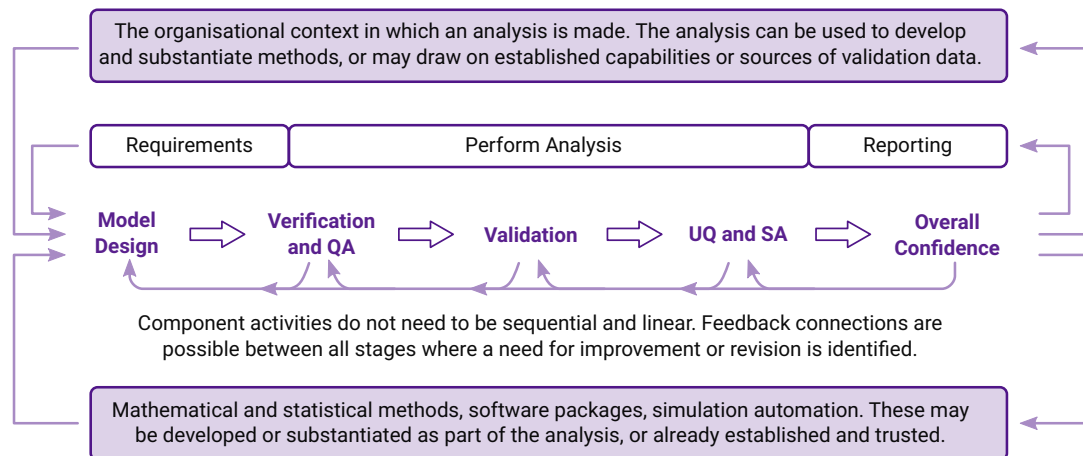 The organisational context in which an analysis is made. The analysis can be used to develop
and substantiate methods, or may draw on established capabilities or sources of validation data.
Requirements
Perform Analysis
Reporting
Model
Design
Verification
and QA
Validation
UQ and SA
Overall
Confidence
Component activities do not need to be sequential and linear. Feedback connections are
possible between all stages where a need for improvement or revision is identified.
Mathematical and statistical methods, software packages, simulation automation. These may
be developed or substantiated as part of the analysis, or already established and trusted.